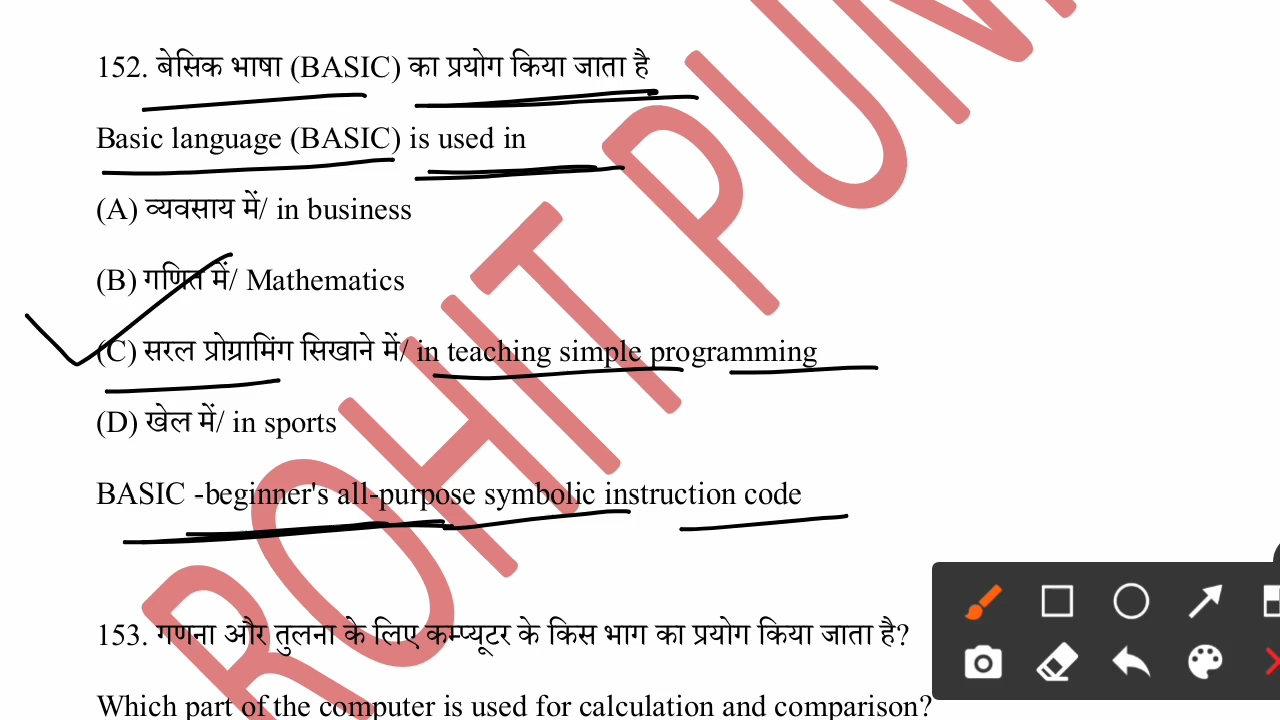 152. बेसिक भाषा (BASIC) का प्रयोग किया जाता है
Basic language (BASIC) is used in
(A) व्यवसाय में/ in business
(B) गणित में/ Mathematics
(C) सरल प्रोग्रामिंग सिखाने में/ in teaching simple programming
(D) खेल में/ in sports
BASIC -beginner's all-purpose symbolic instruction code
153. गणना और तुलना के लिए कम्प्यूटर के किस भाग का प्रयोग किया जाता है?
Which part of the computer is used for calculation and comparison?
ROHIT PUN